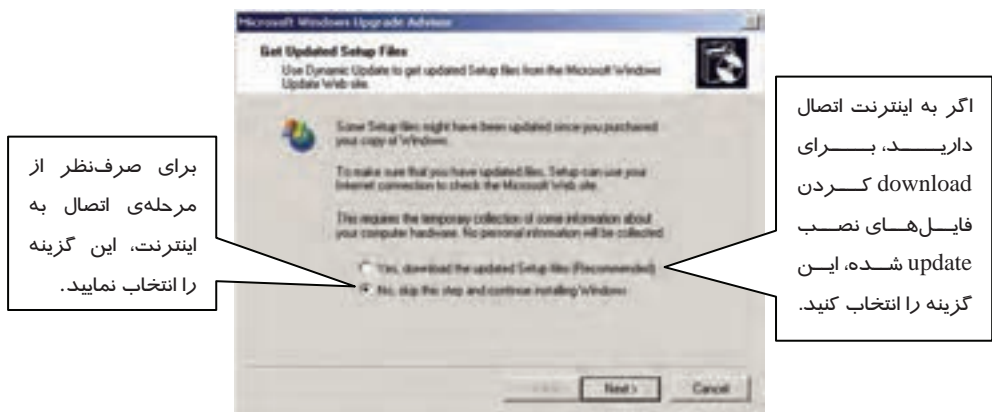 Microsoft Windows Upgrade Advisor
Get Updated Setup Files
Use Dynamic Update to get updated Setup files from the Microsoft Windows
Update Web site.
Some Setup files might have been updated since you purchased
your copy of Windows.
To make sure that you have updated files, Setup can use your
Internet connection to check the Microsoft Web site.
This requires the temporary collection of some information about
your computer hardware. No personal information will be collected
Yes, download the updated Setup files (Recommended)
No, skip this step and continue installing Windows
Next >
Cancel
اگر به اینترنت اتصال
دارید، برای
download کردن
فایل‌های نصب
update شده، این
گزینه را انتخاب کنید.
برای صرف‌نظر از
مرحله‌ی اتصال به
اینترنت، این گزینه
را انتخاب نمایید.